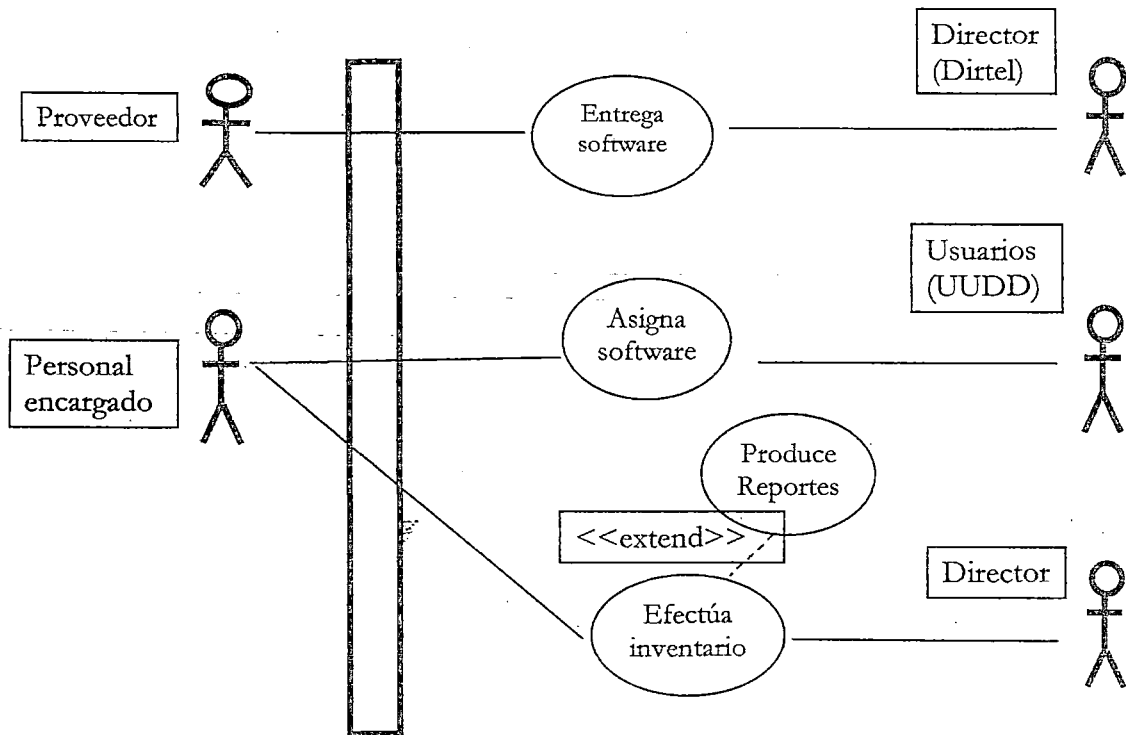 Director
(Dirtel)
Proveedor
Entrega
software
Usuarios
(UUDD)
Asigna
software
Personal
encargado
Produce
Reportes
<<extend>>
Director
Efectúa
inventario